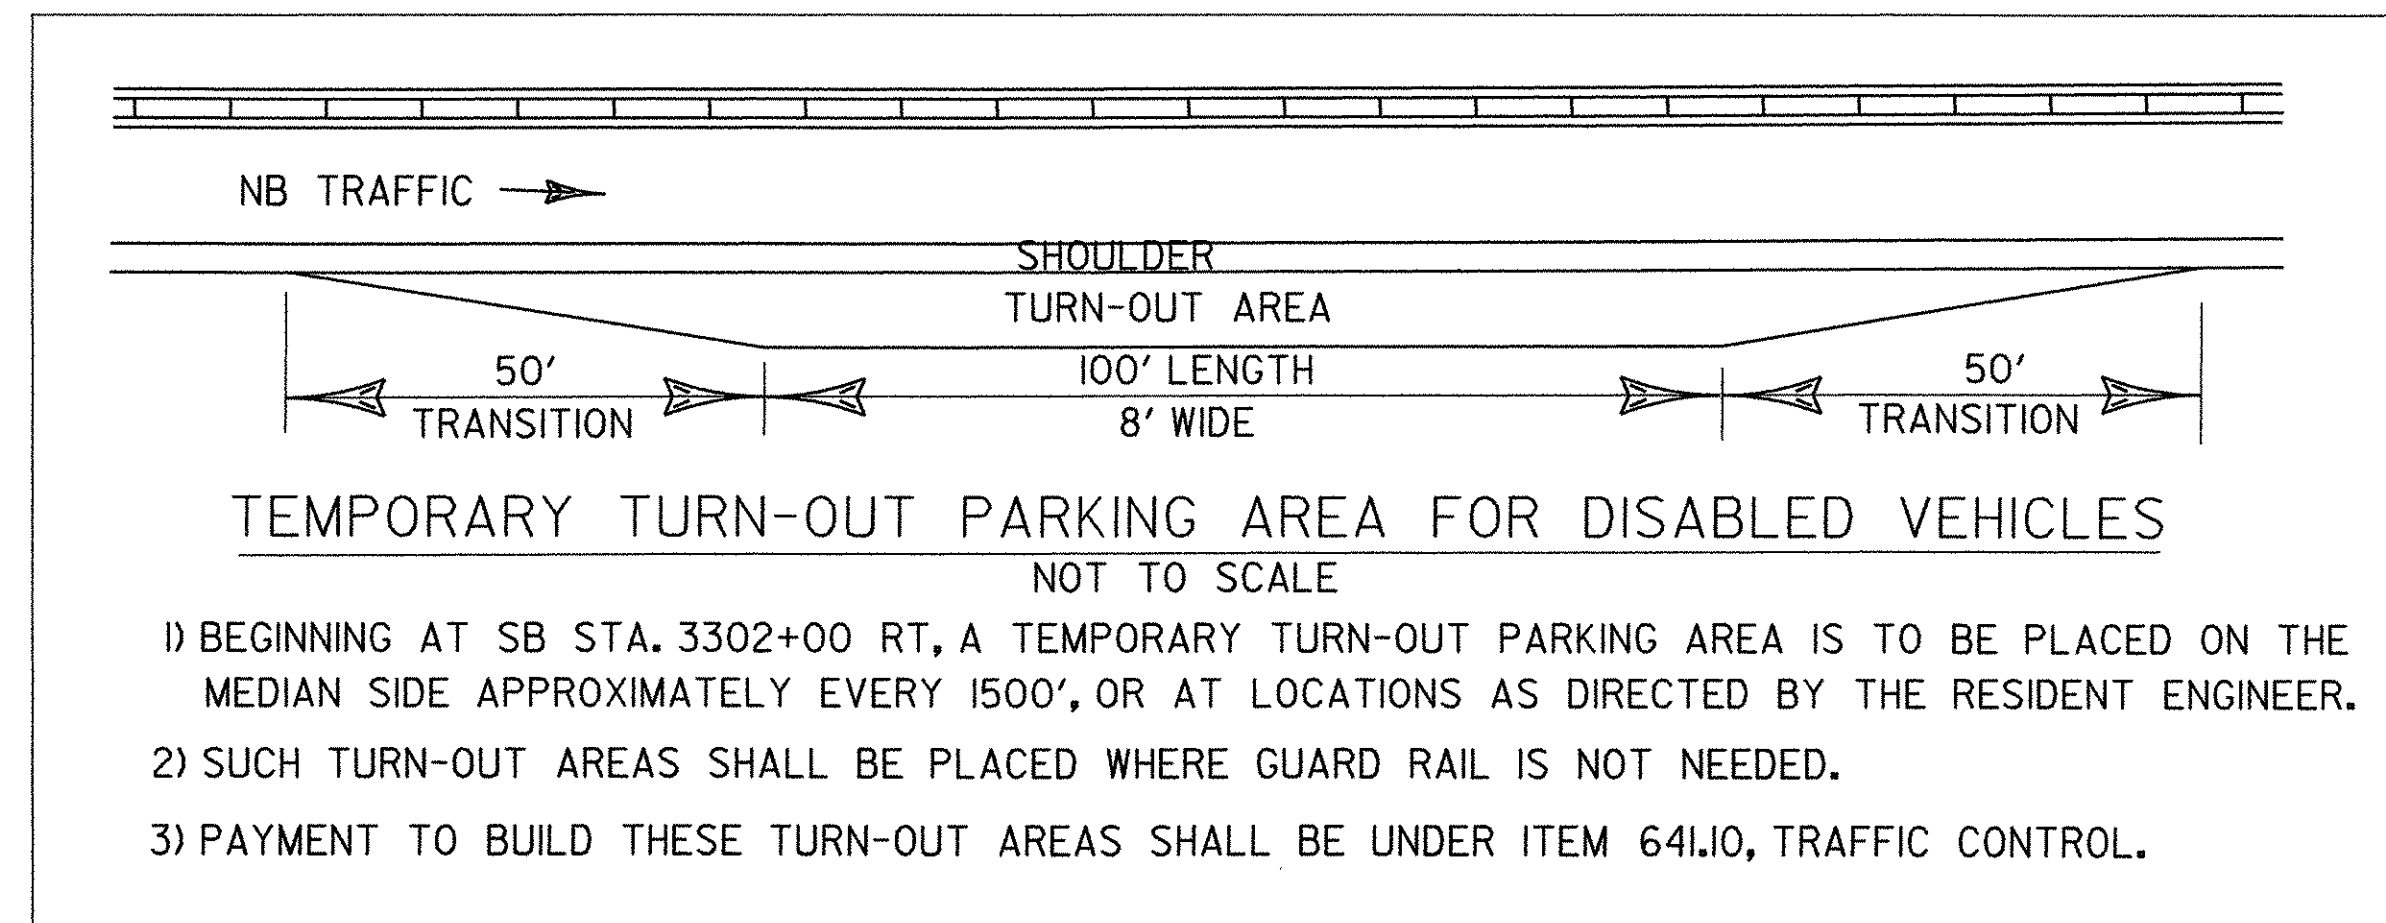 NB TRAFFIC
SHOULDER
TURN-OUT AREA
50'
TRANSITION
100' LENGTH
8' WIDE
50'
TRANSITION
TEMPORARY TURN-OUT PARKING AREA FOR DISABLED VEHICLES
NOT TO SCALE
1) BEGINNING AT SB STA. 3302+00 RT, A TEMPORARY TURN-OUT PARKING AREA IS TO BE PLACED ON THE
MEDIAN SIDE APPROXIMATELY EVERY 1500', OR AT LOCATIONS AS DIRECTED BY THE RESIDENT ENGINEER.
2) SUCH TURN-OUT AREAS SHALL BE PLACED WHERE GUARD RAIL IS NOT NEEDED.
3) PAYMENT TO BUILD THESE TURN-OUT AREAS SHALL BE UNDER ITEM 641.10, TRAFFIC CONTROL.